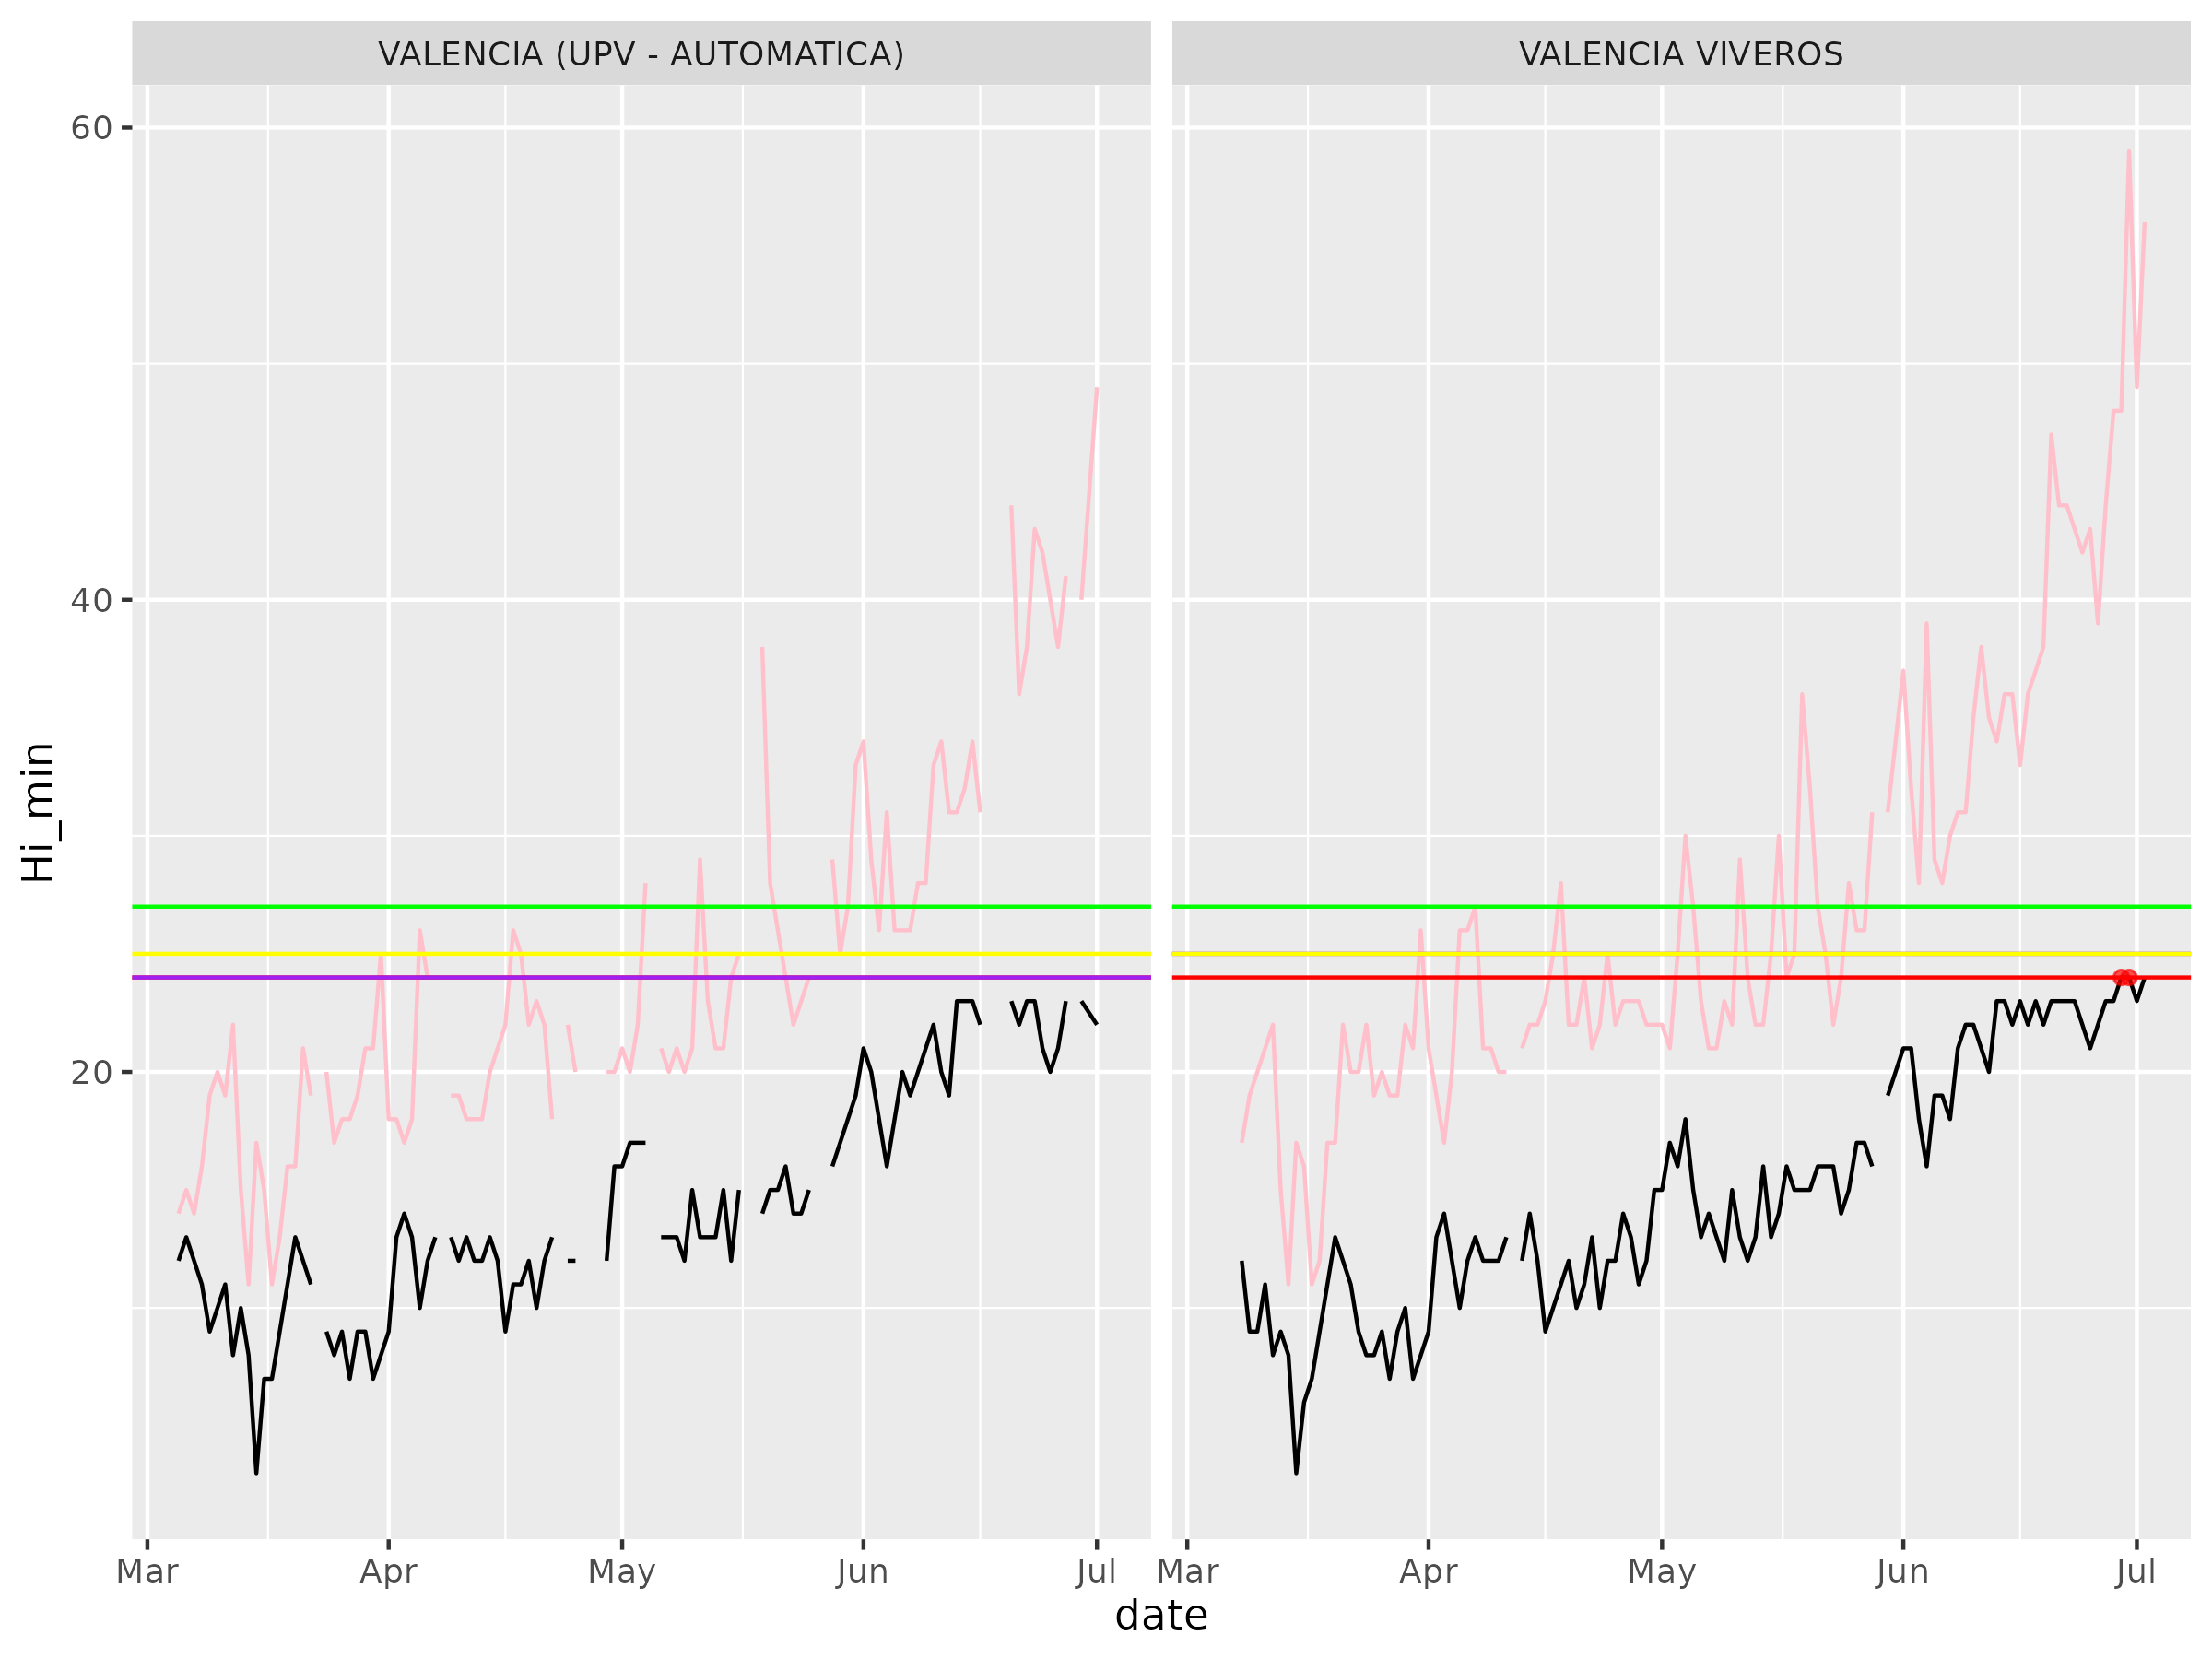 VALENCIA (UPV - AUTOMATICA)
VALENCIA VIVEROS
60
40
20
Hi_min
Mar
Apr
May
Jun
Jul
Mar
Apr
May
Jun
Jul
date